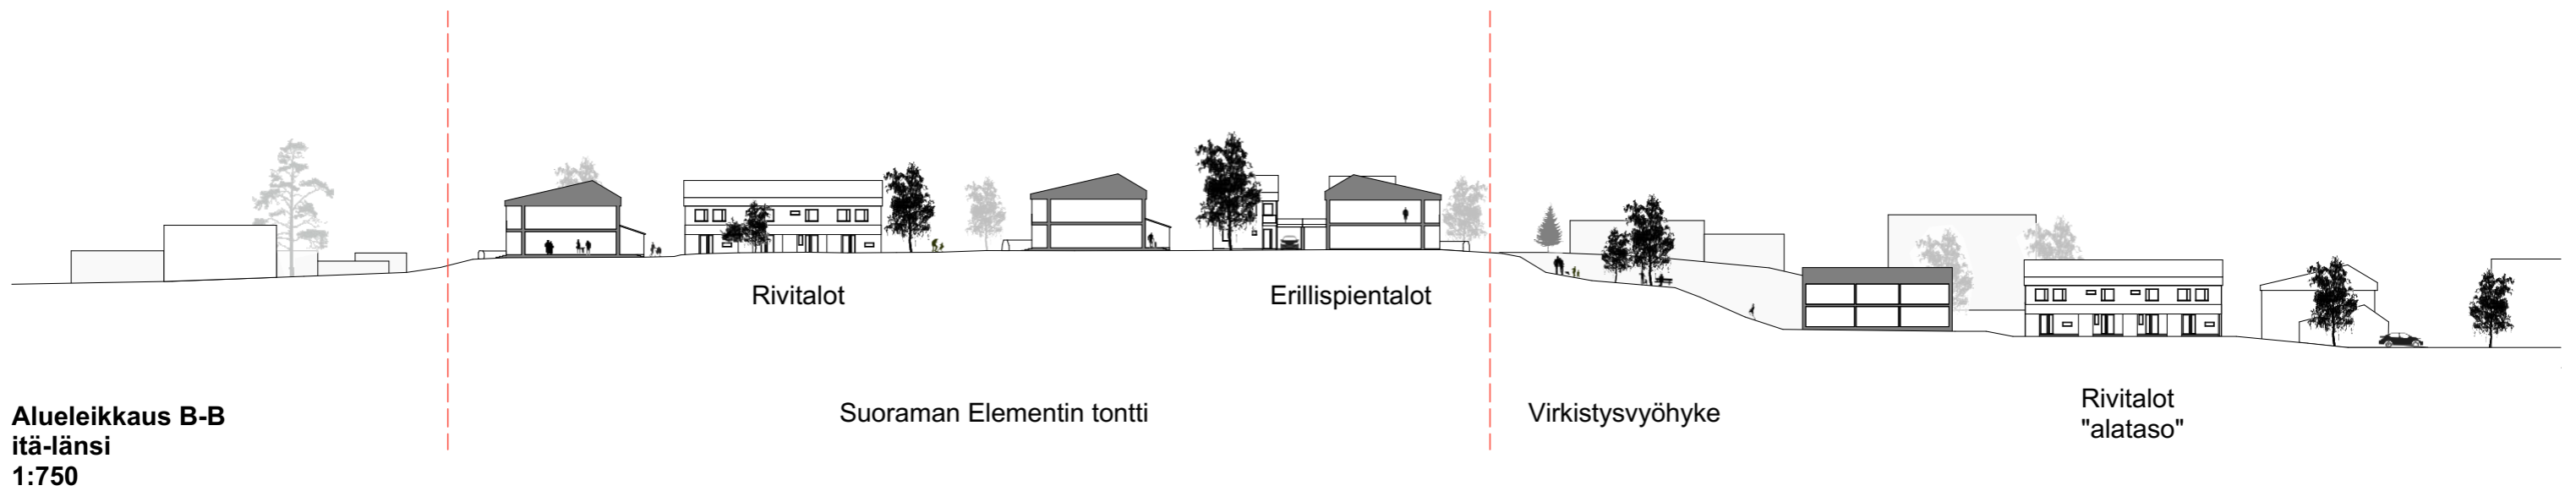 Rivitalot
Erillispientalot
Alueleikkaus B-B
itä-länsi
1:750
Suoraman Elementin tontti
Virkistysvyöhyke
Rivitalot
"alataso"